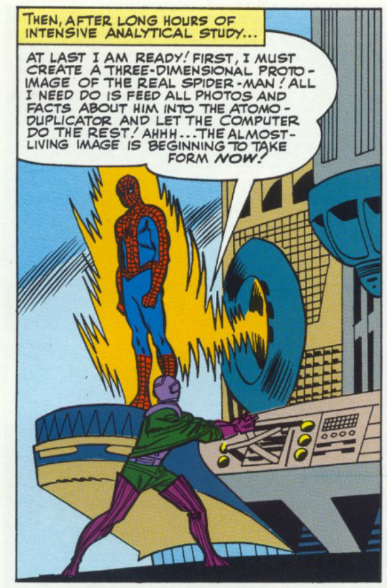 THEN, AFTER LONG HOURS OF
INTENSIVE ANALYTICAL STUDY...
AT LAST I AM READY! FIRST, I MUST
CREATE A THREE-DIMENSIONAL PROTO-
IMAGE OF THE REAL SPIDER-MAN! ALL
I NEED DO IS FEED ALL PHOTOS AND
FACTS ABOUT HIM INTO THE ATOMO-
DUPLICATOR AND LET THE COMPUTER
DO THE REST! AHHH...THE ALMOST-
LIVING IMAGE IS BEGINNING TO TAKE
FORM NOW!